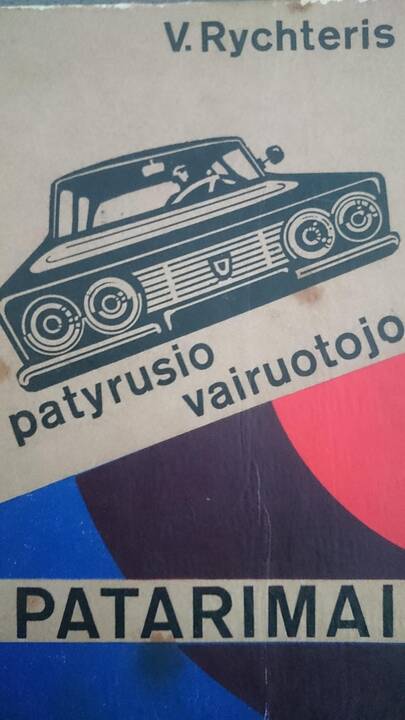 V. Rychteris
patyrusio
vairuotojo
PATARIMAI